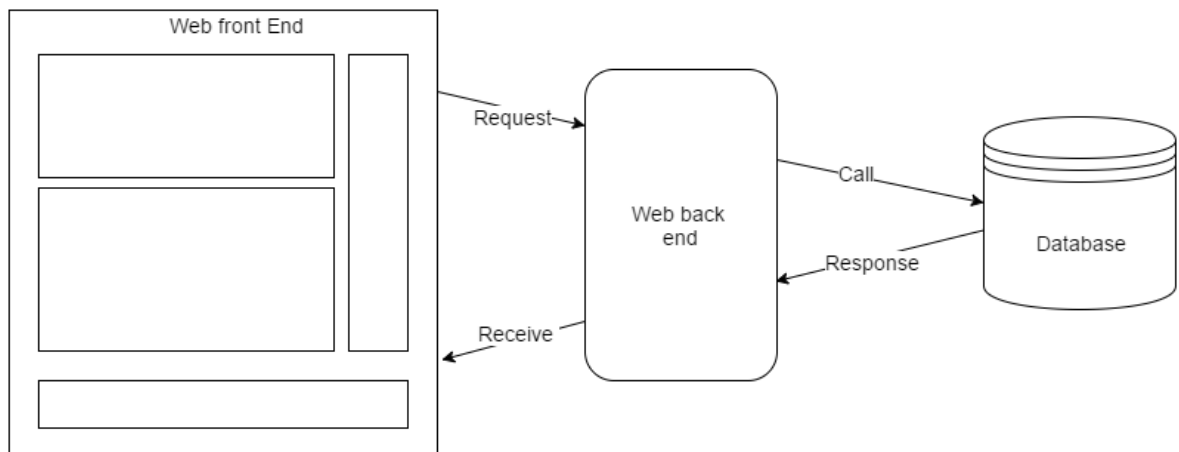 Web front End
Request
Call
Web back
end
Database
Response
Receive